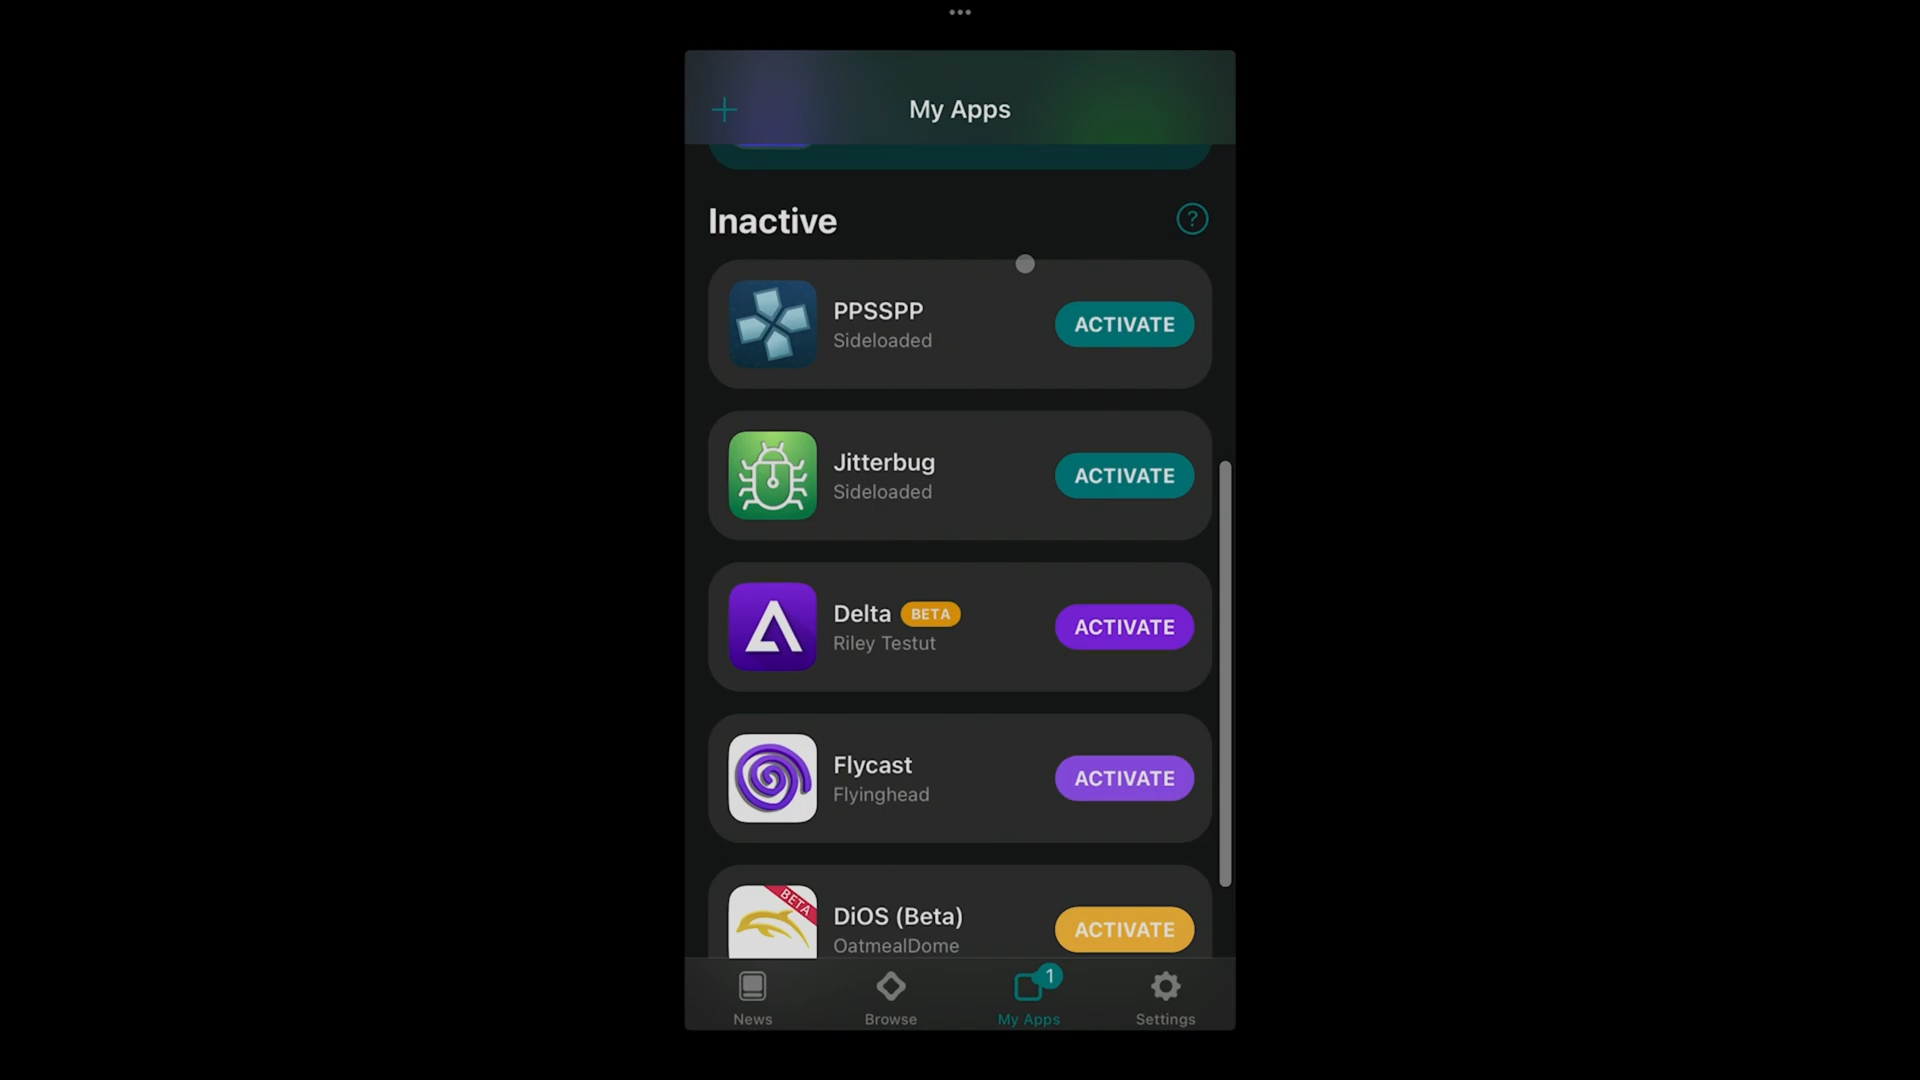 My Apps
Inactive
?
PPSSPP
Sideloaded
ACTIVATE
Jitterbug
Sideloaded
ACTIVATE
Delta BETA
Riley Testut
ACTIVATE
Flycast
Flyinghead
ACTIVATE
BETA
DiOS (Beta)
OatmealDome
ACTIVATE
1
News
Browse
My Apps
Settings